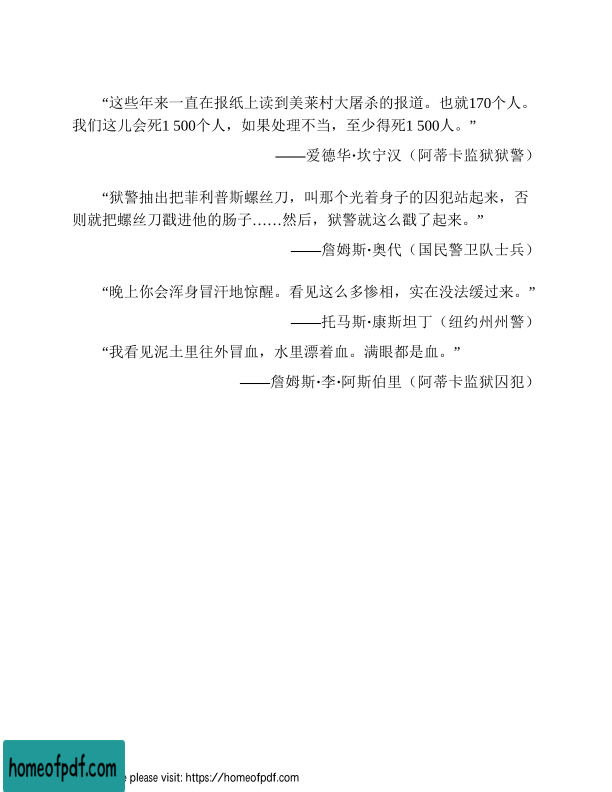 “这些年来一直在报纸上读到美莱村大屠杀的报道。也就170个人。
我们这儿会死1 500个人，如果处理不当，至少得死1 500人。”
——爱德华·坎宁汉（阿蒂卡监狱狱警）
“狱警抽出把菲利普斯螺丝刀，叫那个光着身子的囚犯站起来，否
则就把螺丝刀戳进他的肠子……然后，狱警就这么戳了起来。”
——詹姆斯·奥代（国民警卫队士兵）
“晚上你会浑身冒汗地惊醒。看见这么多惨相，实在没法缓过来。”
——托马斯·康斯坦丁（纽约州州警）
“我看见泥土里往外冒血，水里漂着血。满眼都是血。”
——詹姆斯·李·阿斯伯里（阿蒂卡监狱囚犯）
homeofpdf.com
please visit: https://homeofpdf.com